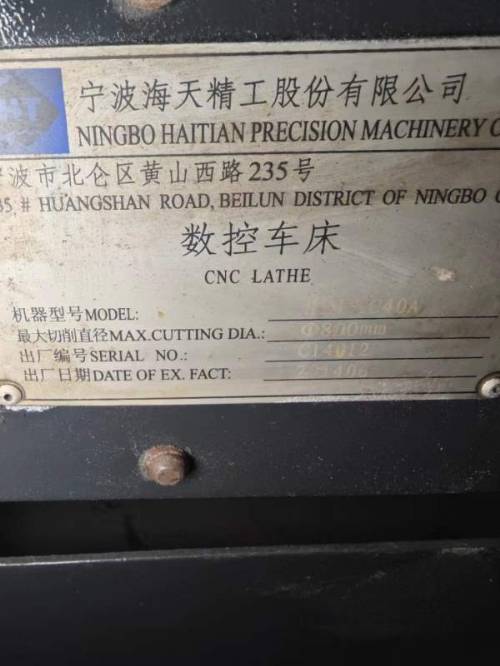 宁波海天精工股份有限公司
NINGBO HAITIAN PRECISION MACHINERY
波市北仑区黄山西路235号
# HUANGSHAN ROAD, BEILUN DISTRICT OF NINGBO
数控车床
CNC LATHE
机器型号MODEL:
最大切削直径MAX.CUTTING DIA.:
出厂编号SERIAL NO.: C14012
出厂日期DATE OF EX. FACT: